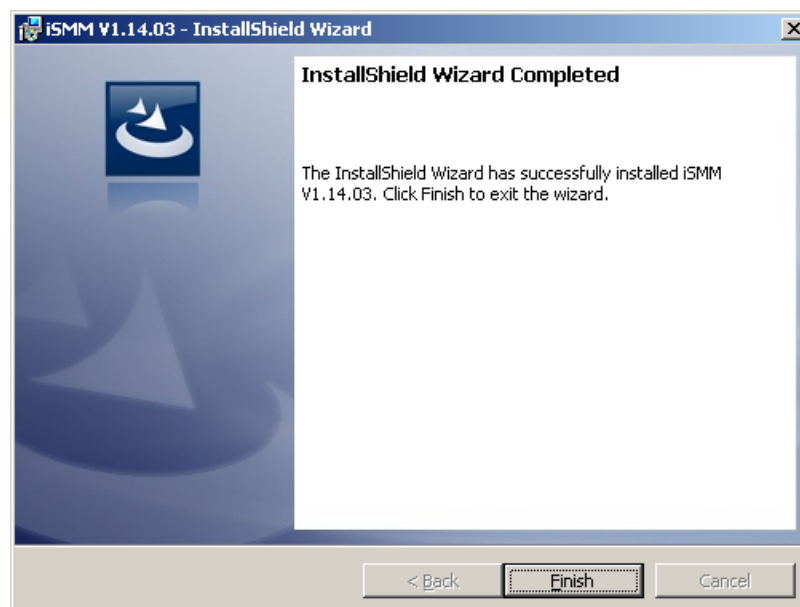 iSMM V1.14.03 - InstallShield Wizard
InstallShield Wizard Completed
The InstallShield Wizard has successfully installed iSMM
V1.14.03. Click Finish to exit the wizard.
< Back
Finish
Cancel